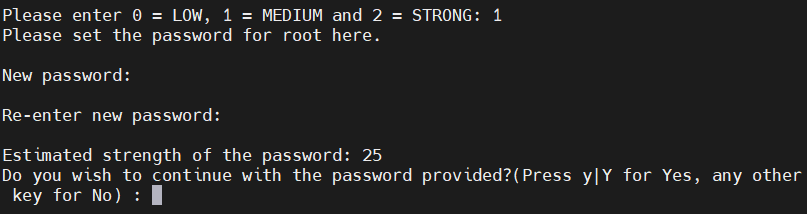 Please enter 0 = LOW, 1 = MEDIUM and 2 = STRONG: 1
Please set the password for root here.
New password:
Re-enter new password:
Estimated strength of the password: 25
Do you wish to continue with the password provided?(Press y|Y for Yes, any other
key for No) :